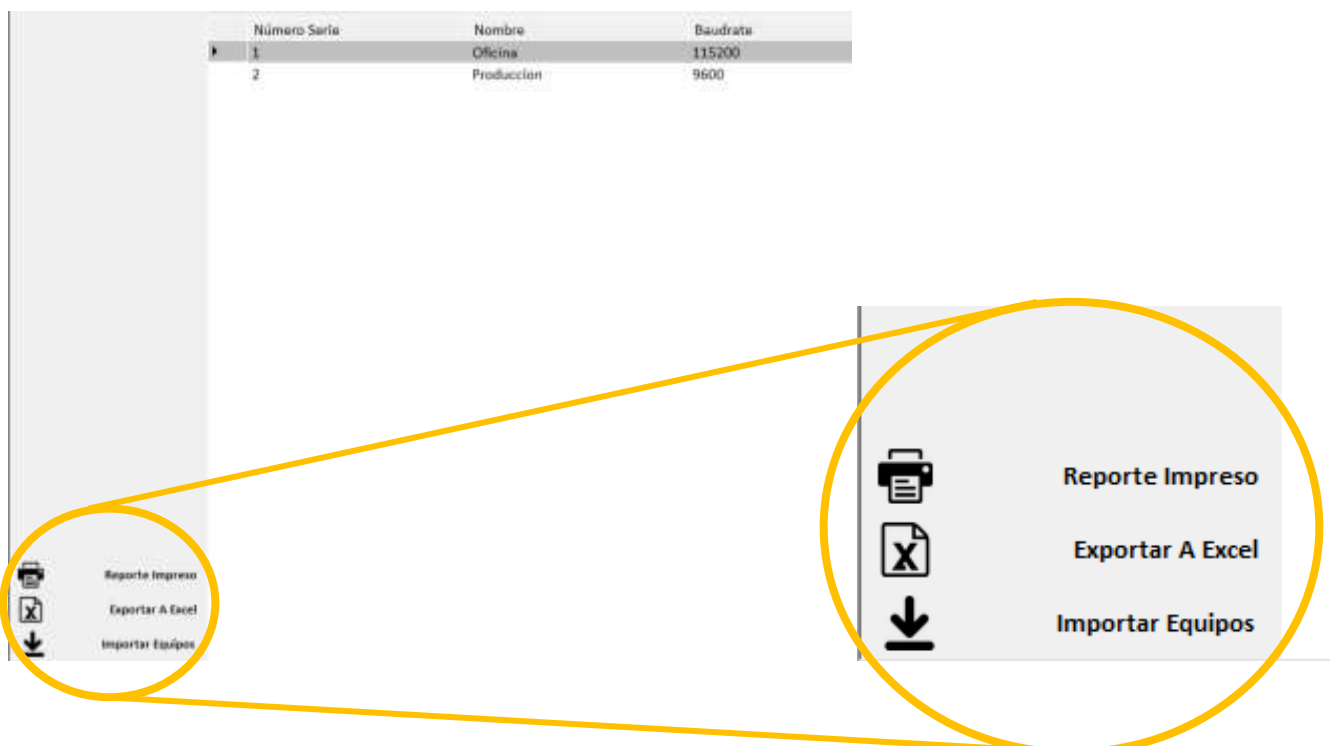 Número Serie Nombre Baudrate
1 Oficina 115200
2 Produccion 9600
Reporte Impreso
Exportar A Excel
Importar Equipos
Reporte Impreso
Exportar A Excel
Importar Equipos